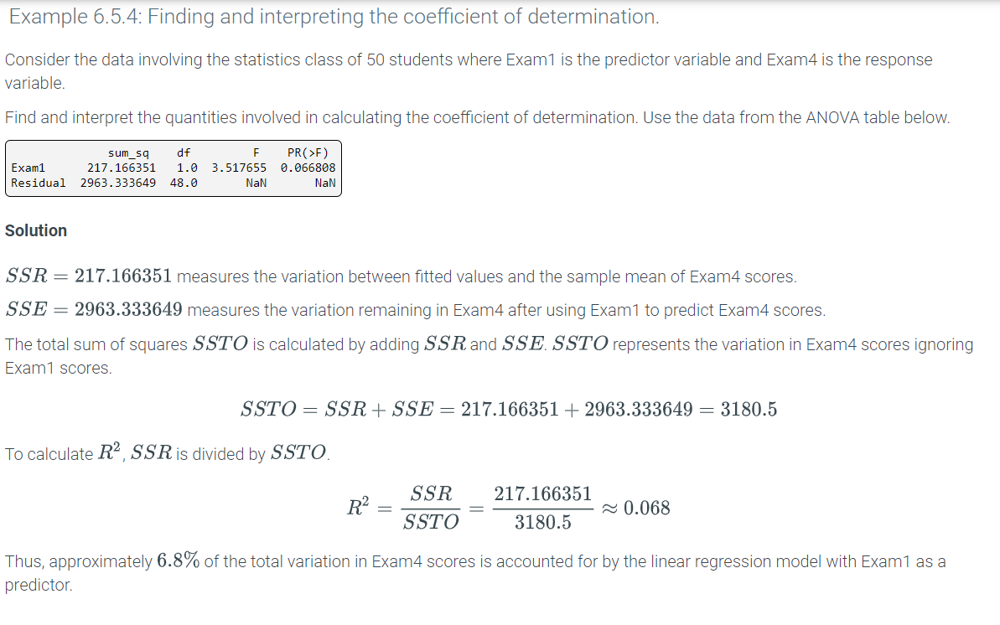 Example 6.5.4: Finding and interpreting the coefficient of determination.
Consider the data involving the statistics class of 50 students where Exam1 is the predictor variable and Exam4 is the response
variable.
Find and interpret the quantities involved in calculating the coefficient of determination. Use the data from the ANOVA table below.
sum_sq df F PR(>F)
Exam1 217.166351 1.0 3.517655 0.066808
Residual 2963.333649 48.0 NaN NaN
Solution
SSR = 217.166351 measures the variation between fitted values and the sample mean of Exam4 scores.
SSE = 2963.333649 measures the variation remaining in Exam4 after using Exam1 to predict Exam4 scores.
The total sum of squares SSTO is calculated by adding SSR and SSE. SSTO represents the variation in Exam4 scores ignoring
Exam1 scores.
SSTO = SSR + SSE = 217.166351 + 2963.333649 = 3180.5
To calculate R², SSR is divided by SSTO.
R² = SSR / SSTO = 217.166351 / 3180.5 ≈ 0.068
Thus, approximately 6.8% of the total variation in Exam4 scores is accounted for by the linear regression model with Exam1 as a
predictor.